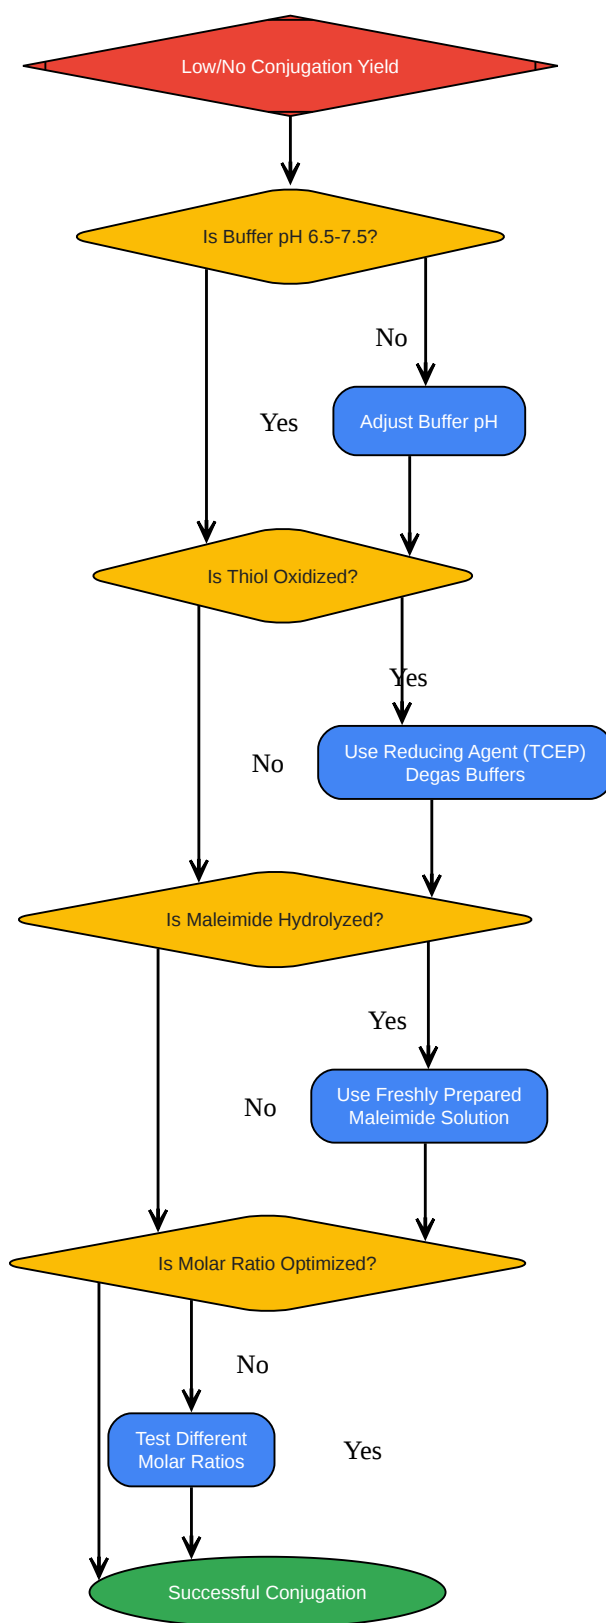 Low/No Conjugation Yield
Is Buffer pH 6.5-7.5?
No
Yes
Adjust Buffer pH
Is Thiol Oxidized?
Yes
Use Reducing Agent (TCEP)
Degas Buffers
No
Is Maleimide Hydrolyzed?
Yes
Use Freshly Prepared
Maleimide Solution
No
Is Molar Ratio Optimized?
No
Test Different
Molar Ratios
Yes
Successful Conjugation